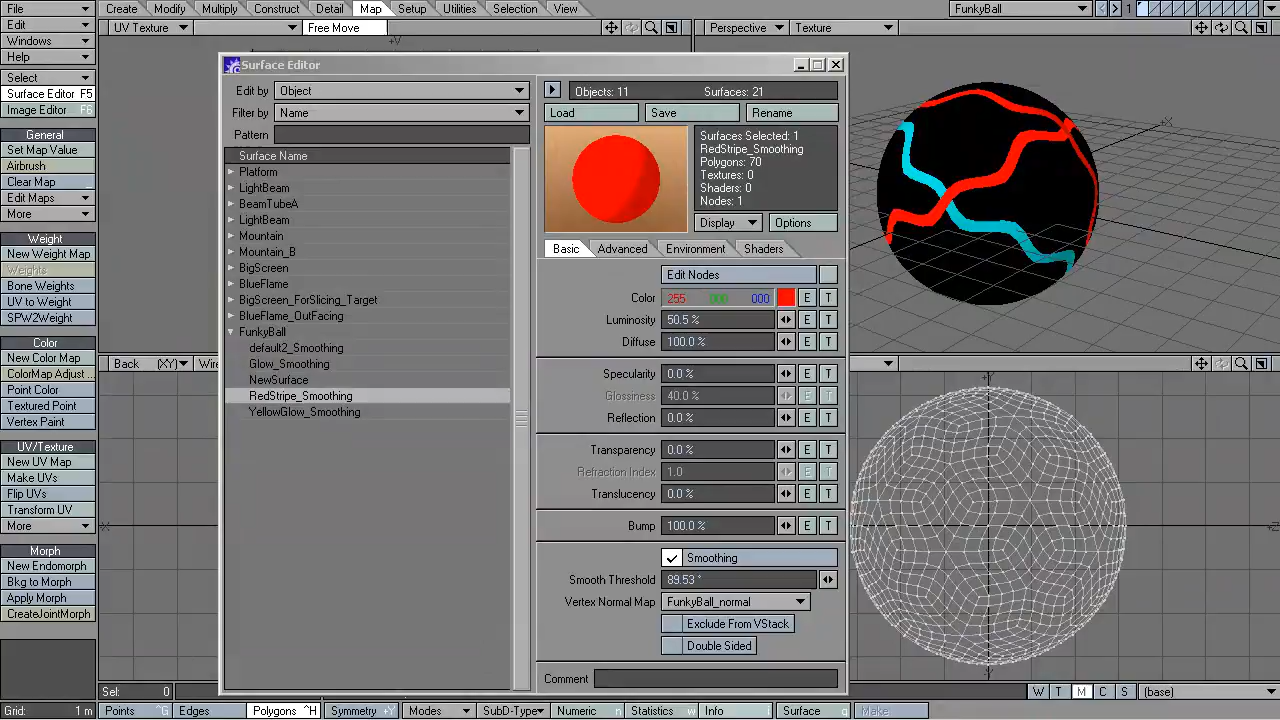 File
Create Modify Multiply Construct Detail Map Setup Utilities Selection View
FunkyBall
1
Edit
UV Texture
Free Move
Perspective Texture
Windows
+V
Help
Select
Surface Editor F5
Image Editor F6
General
Set Map Value
Airbrush
Clear Map _
Edit Maps
More
Weight
New Weight Map
Weights
Bone Weights
UV to Weight
SPW2Weight
Color
New Color Map
ColorMap Adjust...
Point Color
Textured Point
Vertex Paint
UV/Texture
New UV Map
Make UVs
Flip UVs
Transform UV
More
Morph
New Endomorph
Bkg to Morph
Apply Morph
CreateJointMorph
Surface Editor
Edit by Object
Filter by Name
Pattern
Surface Name
Platform
LightBeam
BeamTubeA
LightBeam
Mountain
Mountain_B
BigScreen
BlueFlame
BigScreen_ForSlicing_Target
BlueFlame_OutFacing
FunkyBall
default2_Smoothing
Glow_Smoothing
NewSurface
RedStripe_Smoothing
YellowGlow_Smoothing
Objects: 11 Surfaces: 21
Load Save Rename
Surfaces Selected: 1
RedStripe_Smoothing
Polygons: 70
Textures: 0
Shaders: 0
Nodes: 1
Display Options
Basic Advanced Environment Shaders
Edit Nodes
Color 255 000 000 E T
Luminosity 50.5 % E T
Diffuse 100.0 % E T
Specularity 0.0 % E T
Glossiness 40.0 % E T
Reflection 0.0 % E T
Transparency 0.0 % E T
Refraction Index 1.0 E T
Translucency 0.0 % E T
Bump 100.0 % E T
Smoothing
Smooth Threshold 89.53 °
Vertex Normal Map FunkyBall_normal
Exclude From VStack
Double Sided
Comment
Back (XY) Wire
Sel: 0
W T M C S (base)
Grid: 1 m
Points ^G Edges Polygons ^H Symmetry +Y Modes SubD-Type Numeric n Statistics w Info i Surface q Make